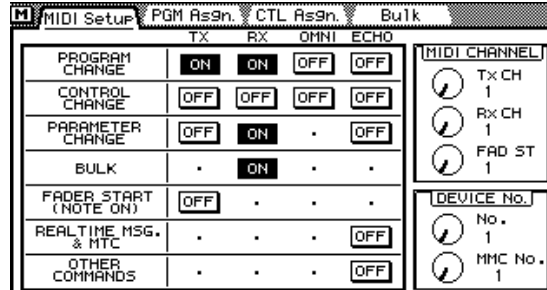 M MIDI Setup PGM Asgn. CTL Asgn. Bulk
TX RX OMNI ECHO
PROGRAM CHANGE ON ON OFF OFF
CONTROL CHANGE OFF OFF OFF OFF
PARAMETER CHANGE OFF ON · OFF
BULK · ON · ·
FADER START (NOTE ON) OFF · · ·
REALTIME MSG. & MTC · · · OFF
OTHER COMMANDS · · · OFF
MIDI CHANNEL
Tx CH
1
Rx CH
1
FAD ST
1
DEVICE No.
No.
1
MMC No.
1